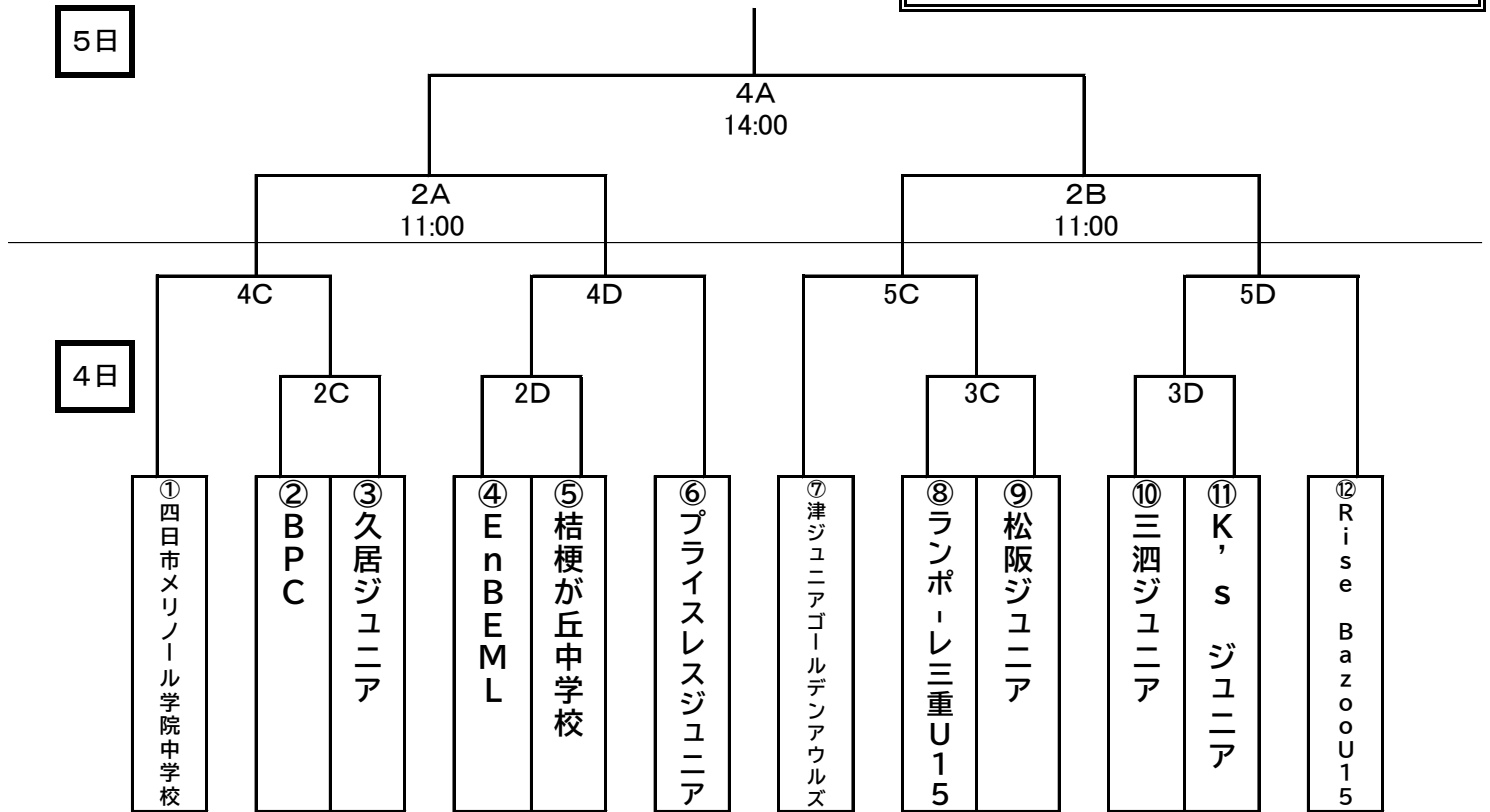 5日
4A
14:00
2A
11:00
2B
11:00
4C
4D
5C
5D
4日
2C
2D
3C
3D
①四日市メリノール学院中学校
②BPC
③久居ジュニア
④EnBEML
⑤桔梗が丘中学校
⑥プライスレスジュニア
⑦津ジュニアゴールデンアウルズ
⑧ランポーレ三重U15
⑨松阪ジュニア
⑩三泗ジュニア
⑪K's ジュニア
⑫Rise BazooU15